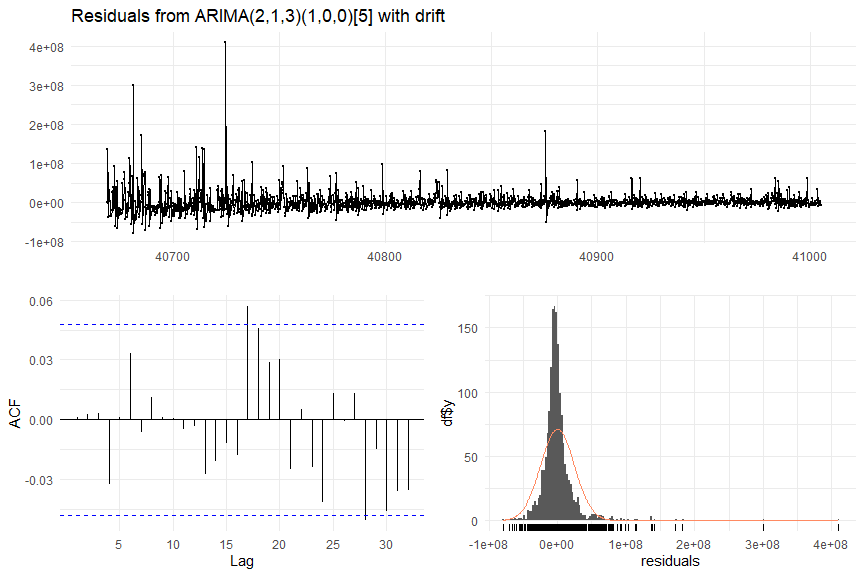 Residuals from ARIMA(2,1,3)(1,0,0)[5] with drift
4e+08
3e+08
2e+08
1e+08
0e+00
-1e+08
40700
40800
40900
41000
0.06
0.03
0.00
-0.03
ACF
5
10
15
20
25
30
Lag
150
100
50
0
df$y
-1e+08
0e+00
1e+08
2e+08
3e+08
4e+08
residuals